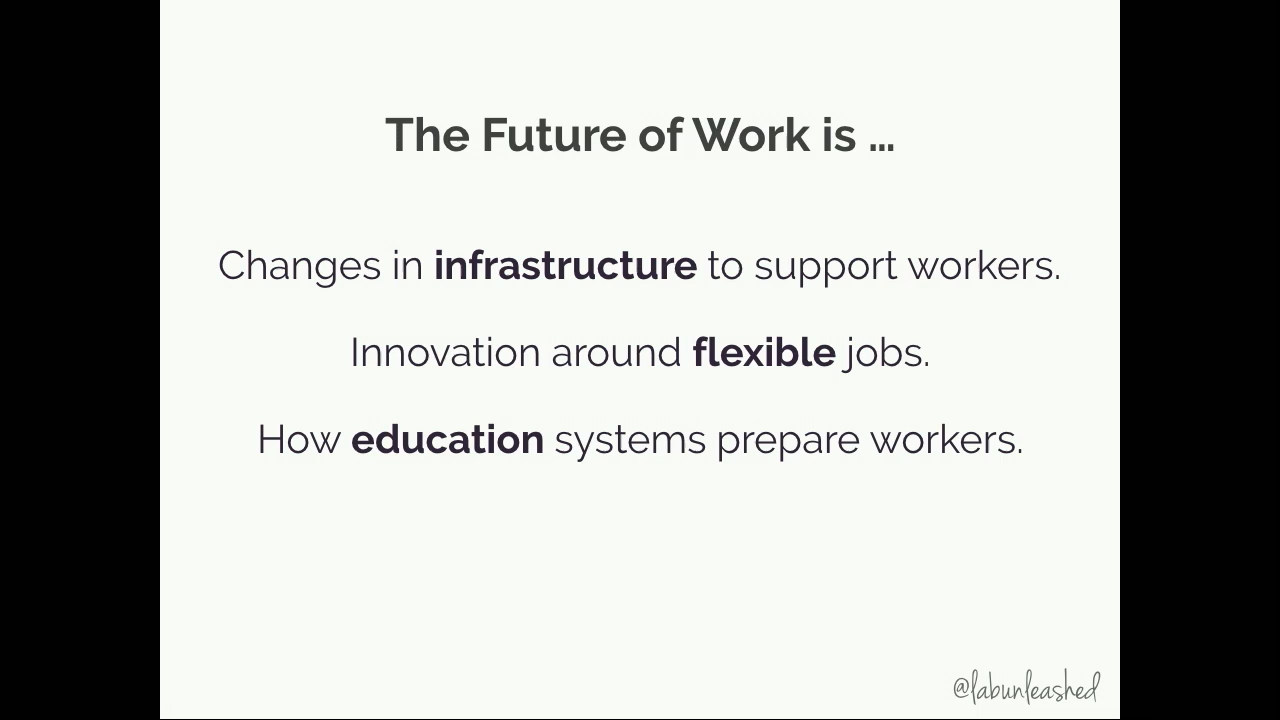 The Future of Work is ...
Changes in infrastructure to support workers.
Innovation around flexible jobs.
How education systems prepare workers.
@labunleashed